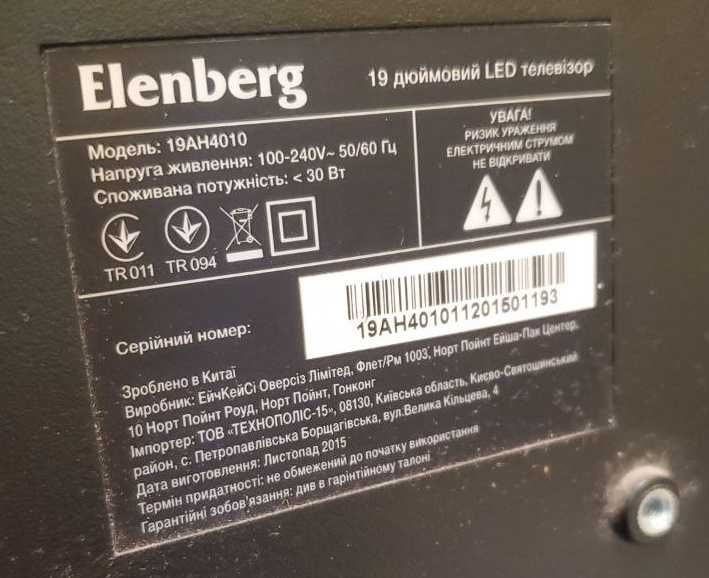 Elenberg
19 дюймовий LED телевізор
Модель: 19AH4010
Напруга живлення: 100-240V~ 50/60 Гц
Споживана потужність: < 30 Вт
УВАГА!
РИЗИК УРАЖЕННЯ
ЕЛЕКТРИЧНИМ СТРУМОМ
НЕ ВІДКРИВАТИ
TR 011 TR 094
Серійний номер:
19AH401011201501193
Зроблено в Китаї
Виробник: ЕйчКейСі Оверсіз Лімітед, Флет/Рм 1003, Норт Поінт Ейша-Пак Центер,
10 Норт Поінт Роуд, Норт Поінт, Гонконг
Імпортер: ТОВ «ТЕХНОПОЛІС-15», 08130, Київська область, Києво-Святошинський
район, с. Петропавлівська Борщагівська, вул.Велика Кільцева, 4
Дата виготовлення: Листопад 2015
Термін придатності: не обмежений до початку використання
Гарантійні зобов'язання: див в гарантійному талоні